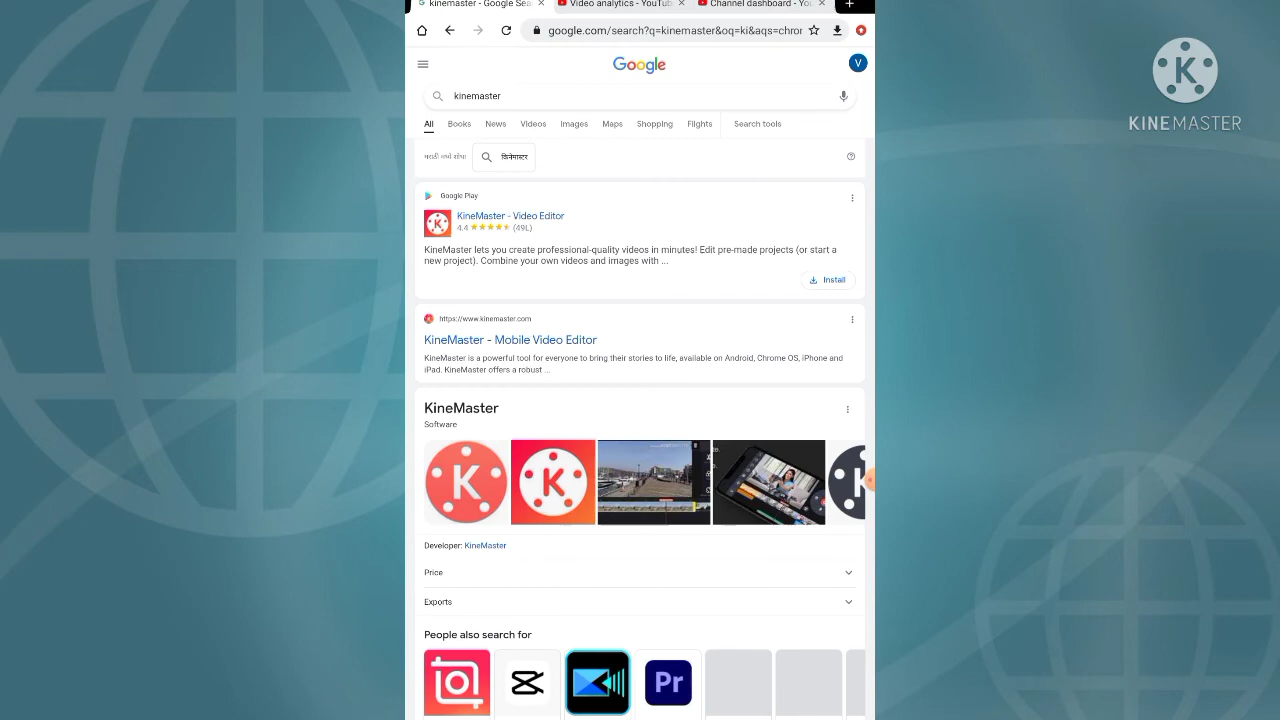 kinemaster - Google Sea
Video analytics - YouTub
Channel dashboard - You
google.com/search?q=kinemaster&oq=ki&aqs=chror
Google
V
kinemaster
All Books News Videos Images Maps Shopping Flights Search tools
मराठी मध्ये शोधा
किनेमास्टर
Google Play
KineMaster - Video Editor
4.4 ★★★★★ (49L)
KineMaster lets you create professional-quality videos in minutes! Edit pre-made projects (or start a
new project). Combine your own videos and images with ...
Install
https://www.kinemaster.com
KineMaster - Mobile Video Editor
KineMaster is a powerful tool for everyone to bring their stories to life, available on Android, Chrome OS, iPhone and
iPad. KineMaster offers a robust ...
KineMaster
Software
K
K
K
Developer: KineMaster
Price
Exports
People also search for
Pr
K
KINEMASTER